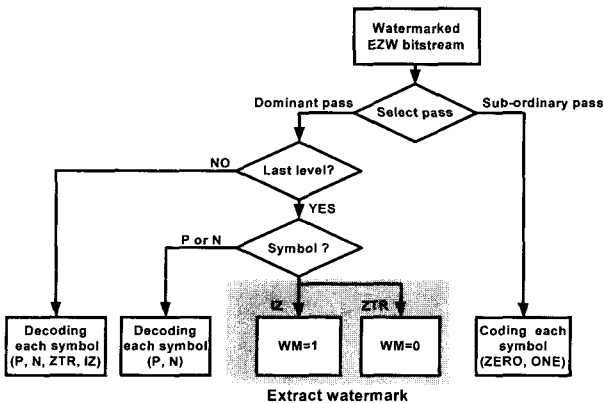 Watermarked
EZW bitstream
Dominant pass
Select pass
Sub-ordinary pass
NO
Last level?
YES
P or N
Symbol ?
IZ
ZTR
Decoding
each symbol
(P, N, ZTR, IZ)
Decoding
each symbol
(P, N)
WM=1
WM=0
Coding each
symbol
(ZERO, ONE)
Extract watermark